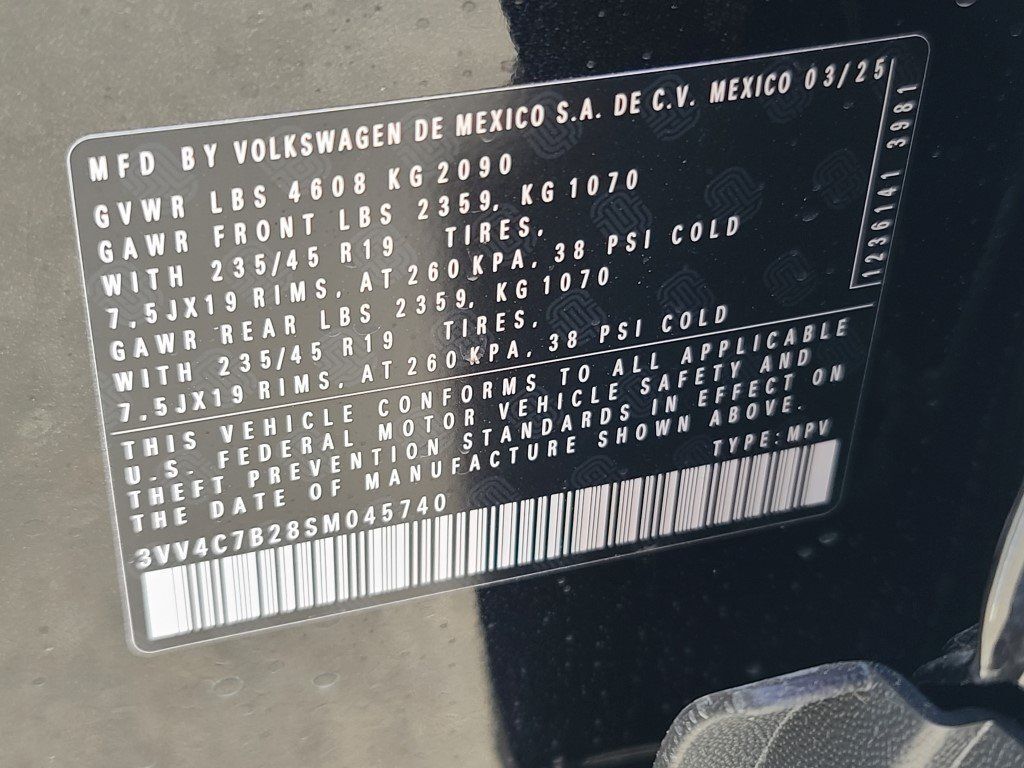 MFD BY VOLKSWAGEN DE MEXICO S.A. DE C.V. MEXICO 03/25
GVWR LBS 4608 KG 2090
GAWR FRONT LBS 2359, KG 1070
WITH 235/45 R19 TIRES,
7,5JX19 RIMS, AT 260 KPA, 38 PSI COLD
GAWR REAR LBS 2359, KG 1070
WITH 235/45 R19 TIRES,
7,5JX19 RIMS, AT 260 KPA, 38 PSI COLD
1236141 3981
THIS VEHICLE CONFORMS TO ALL APPLICABLE
U.S. FEDERAL MOTOR VEHICLE SAFETY AND
THEFT PREVENTION STANDARDS IN EFFECT ON
THE DATE OF MANUFACTURE SHOWN ABOVE.
TYPE:MPV
3VV4C7B28SM045740